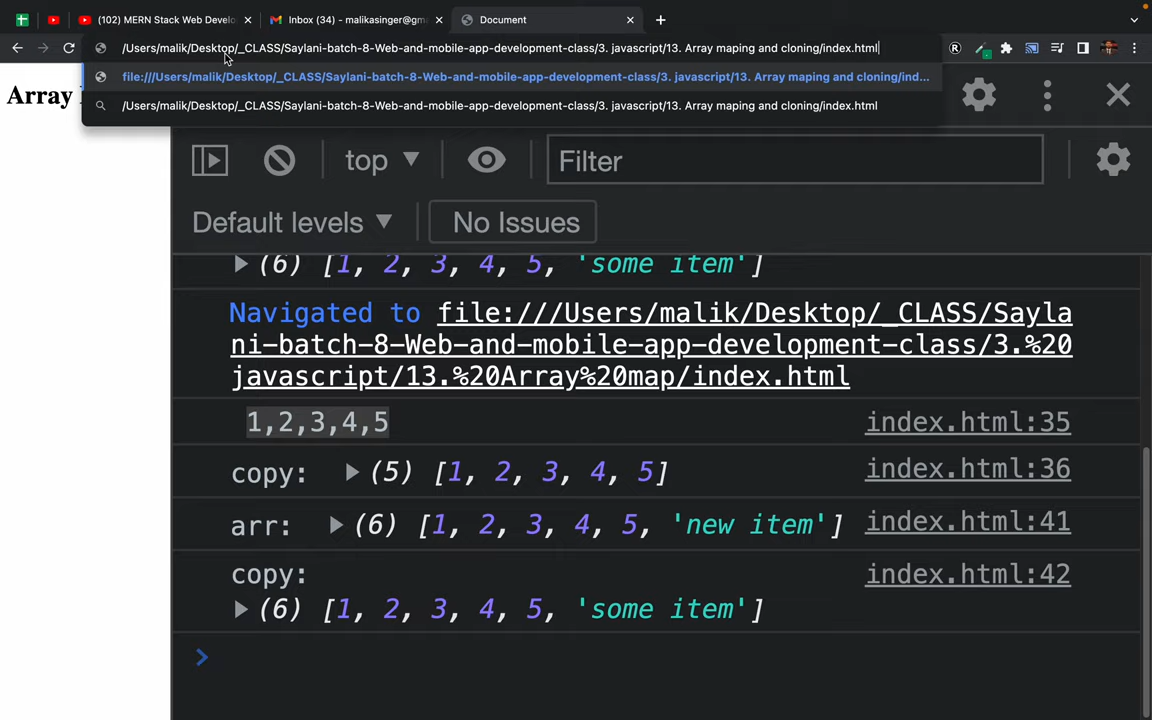 (102) MERN Stack Web Develo
Inbox (34) – malikasinger@gm
Document
/Users/malik/Desktop/_CLASS/Saylani-batch-8-Web-and-mobile-app-development-class/3. javascript/13. Array maping and cloning/index.html
file:///Users/malik/Desktop/_CLASS/Saylani-batch-8-Web-and-mobile-app-development-class/3. javascript/13. Array maping and cloning/ind...
/Users/malik/Desktop/_CLASS/Saylani-batch-8-Web-and-mobile-app-development-class/3. javascript/13. Array maping and cloning/index.html
Array
top
Filter
Default levels
No Issues
(6) [1, 2, 3, 4, 5, 'some item']
Navigated to file:///Users/malik/Desktop/_CLASS/Sayla
ni-batch-8-Web-and-mobile-app-development-class/3.%20
javascript/13.%20Array%20map/index.html
1,2,3,4,5 index.html:35
copy: (5) [1, 2, 3, 4, 5] index.html:36
arr: (6) [1, 2, 3, 4, 5, 'new item'] index.html:41
copy: index.html:42
(6) [1, 2, 3, 4, 5, 'some item']